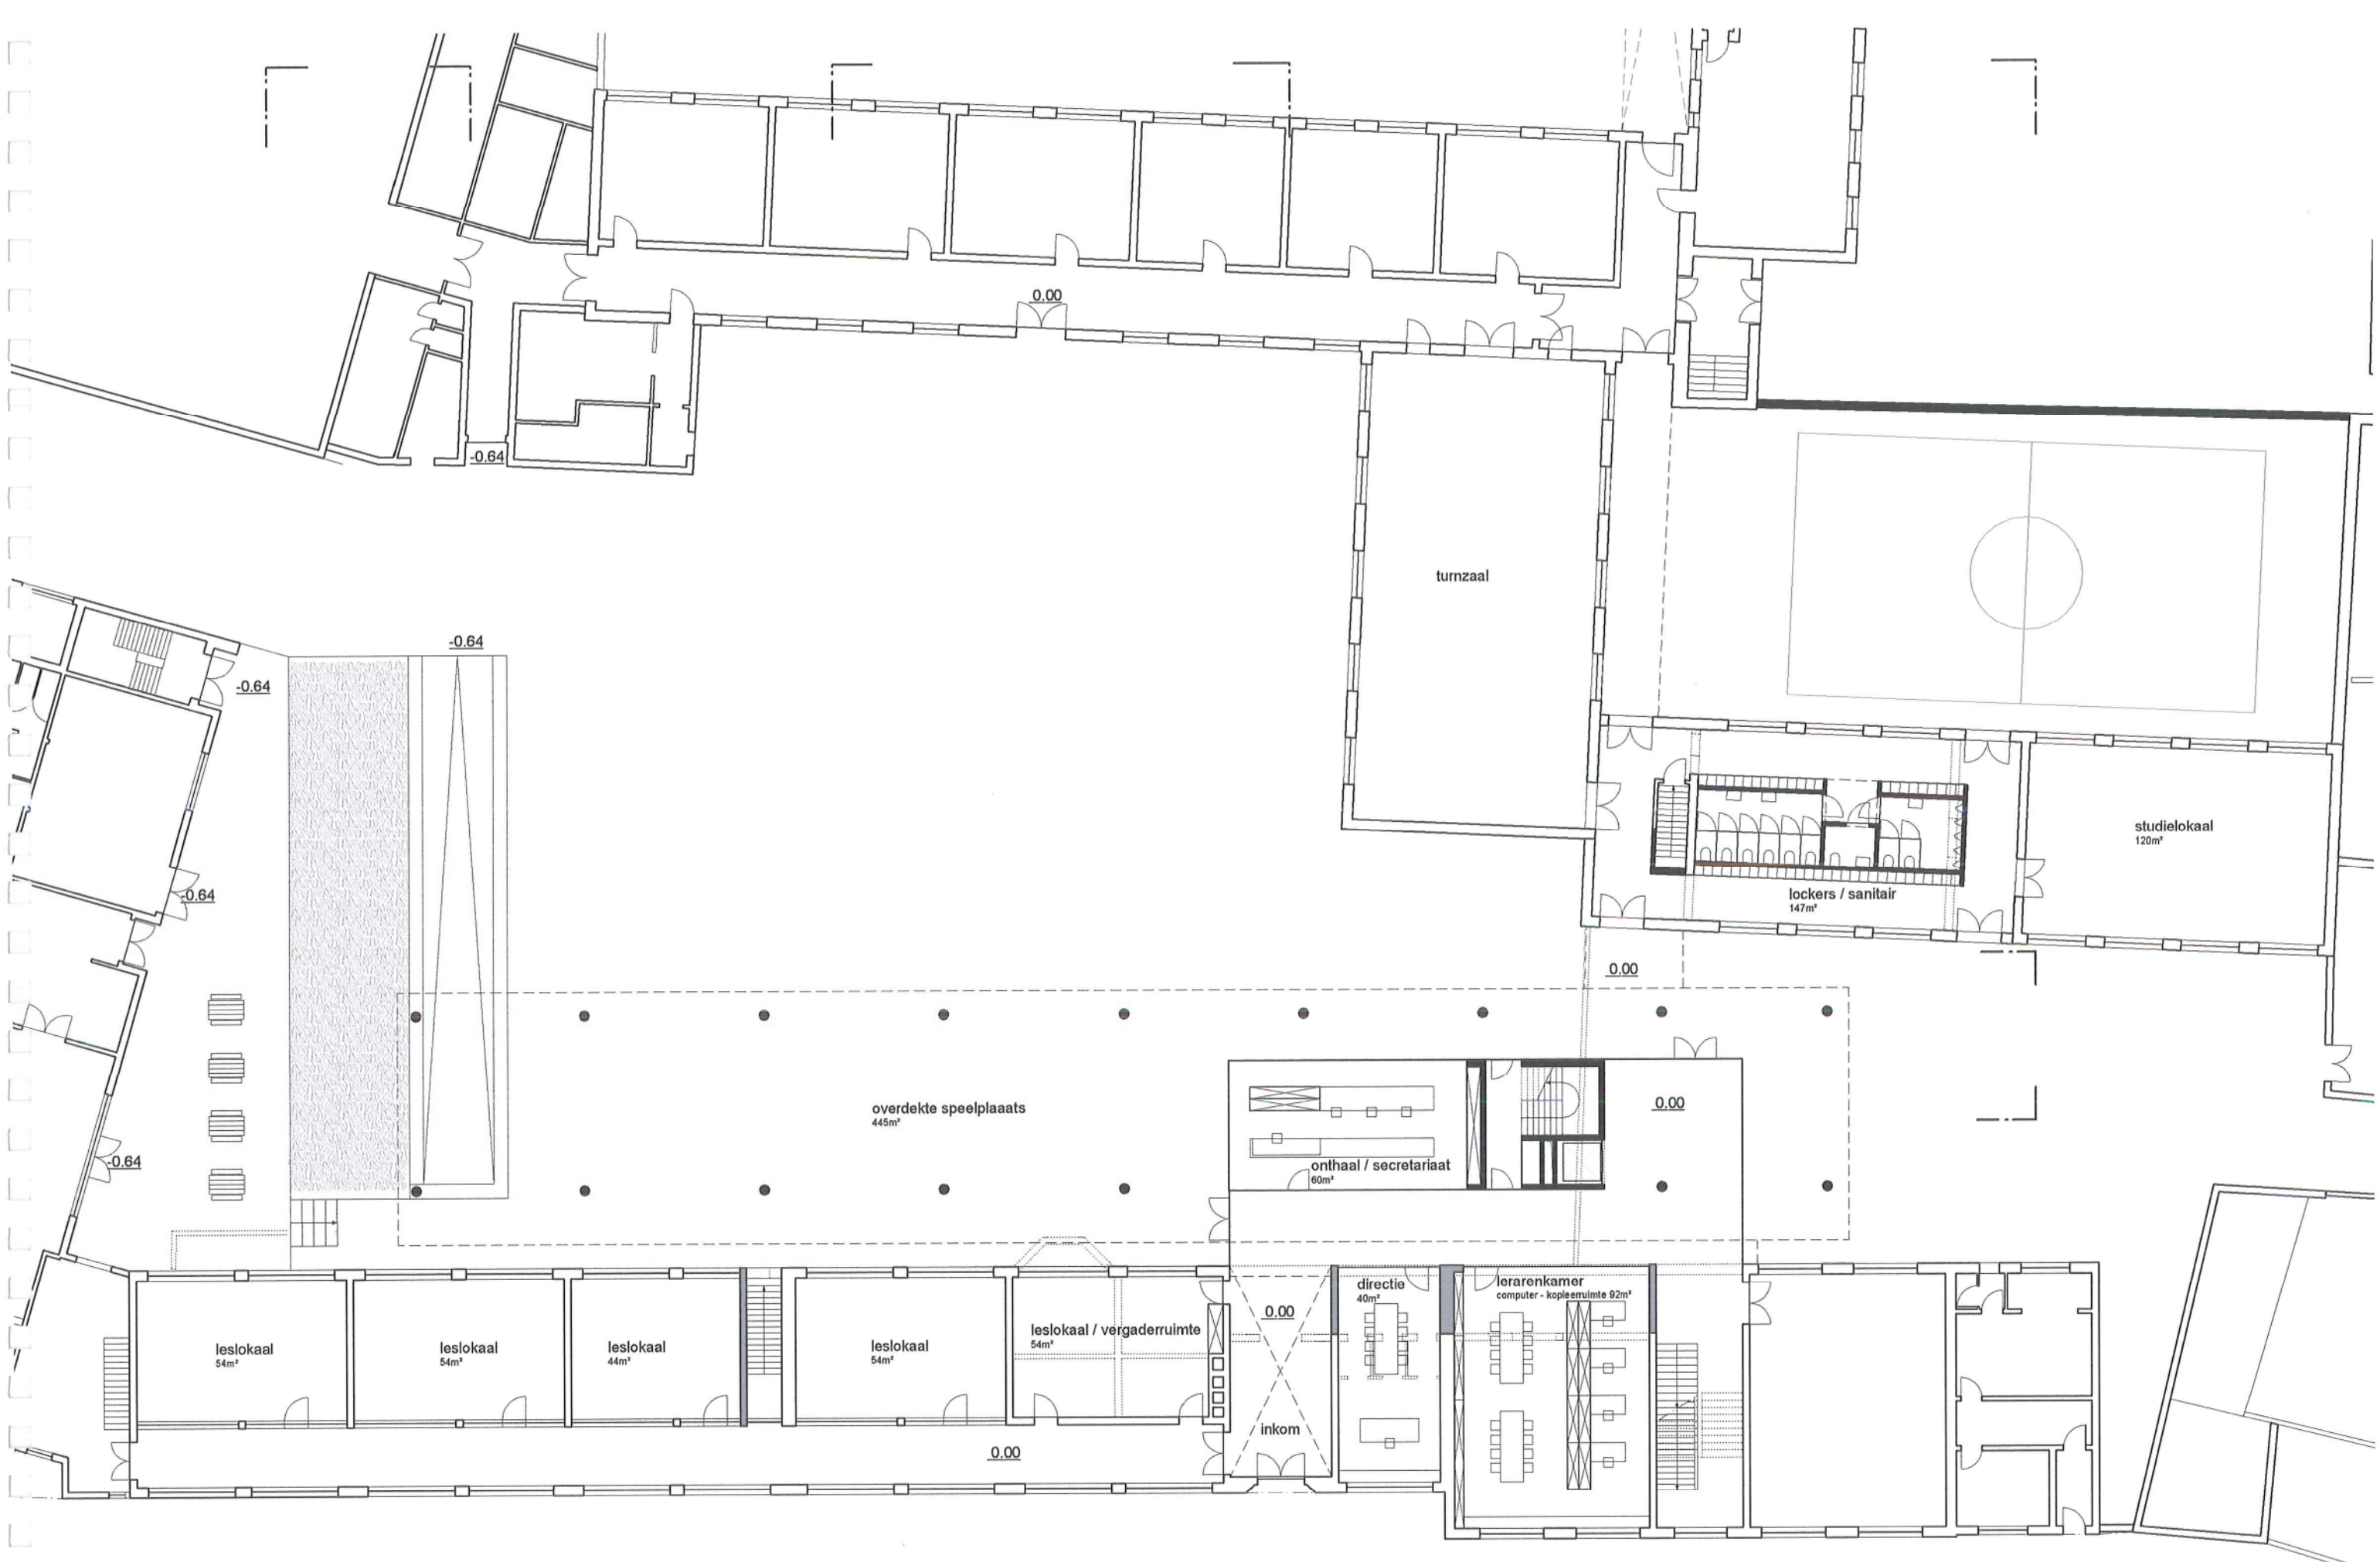 0.00
-0.64
turnzaal
-0.64
-0.64
studielokaal
120m²
-0.64
lockers / sanitair
147m²
0.00
overdekte speelplaaats
445m²
0.00
onthaal / secretariaat
60m²
-0.64
directie
40m²
lerarenkamer
computer - kopieerruimte 92m²
0.00
leslokaal / vergaderruimte
54m²
leslokaal
54m²
leslokaal
54m²
leslokaal
44m²
leslokaal
54m²
inkom
0.00